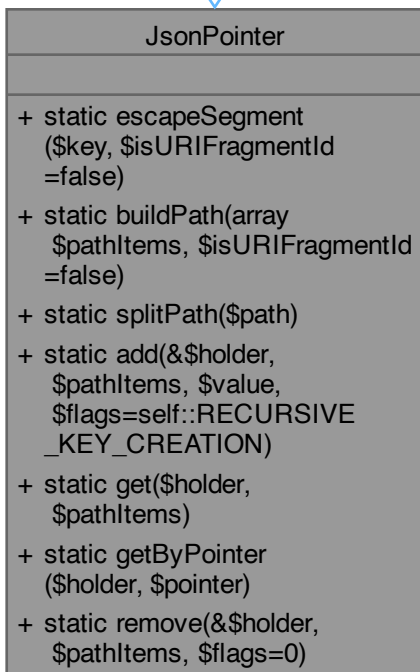 JsonPointer
+ static escapeSegment
($key, $isURIFragmentId
=false)
+ static buildPath(array
$pathItems, $isURIFragmentId
=false)
+ static splitPath($path)
+ static add(&$holder,
$pathItems, $value,
$flags=self::RECURSIVE
_KEY_CREATION)
+ static get($holder,
$pathItems)
+ static getByPointer
($holder, $pointer)
+ static remove(&$holder,
$pathItems, $flags=0)